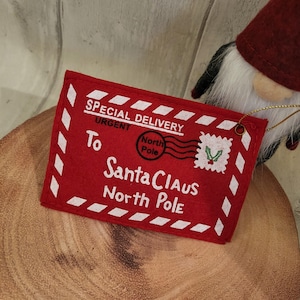 SPECIAL DELIVERY
URGENT
North
Pole
To
Santa Claus
North Pole